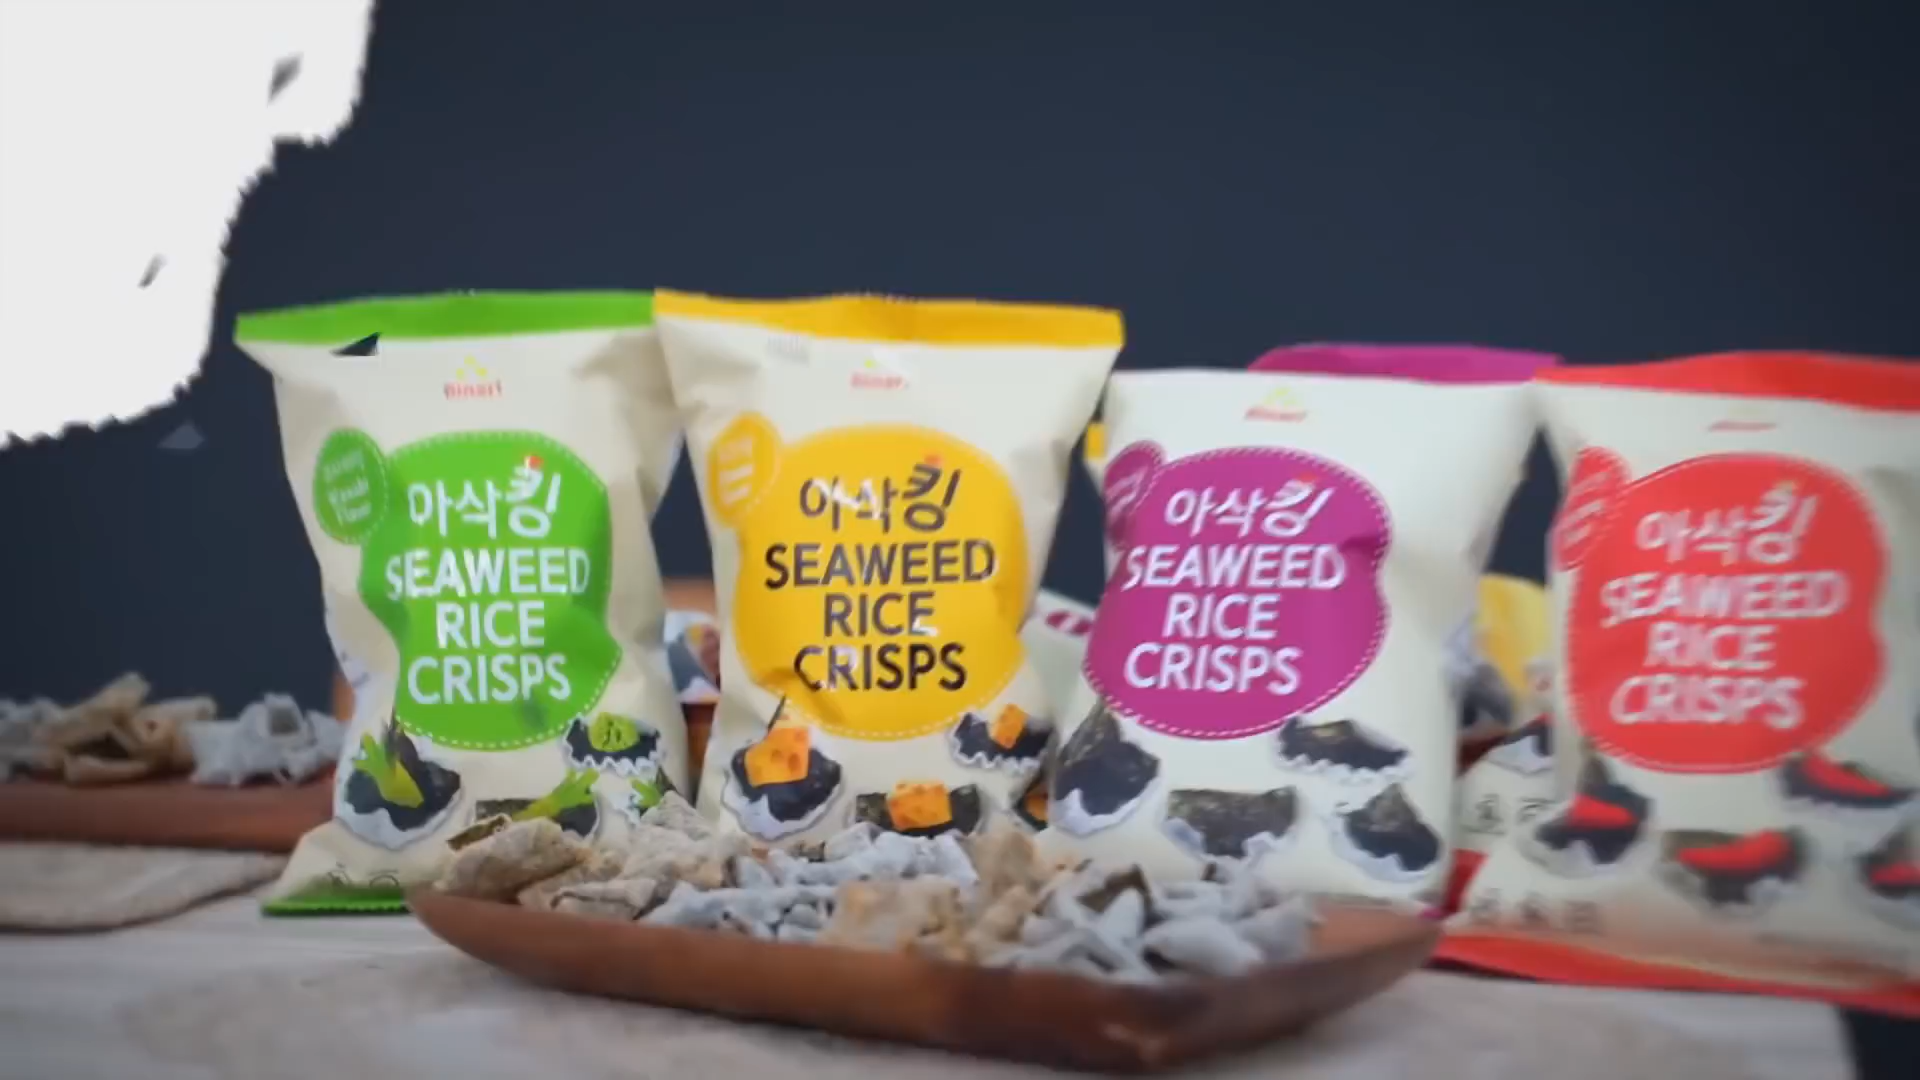 Binari
아삭킹
SEAWEED
RICE
CRISPS
Binari
아삭킹
SEAWEED
RICE
CRISPS
Binari
아삭킹
SEAWEED
RICE
CRISPS
아삭킹
SEAWEED
RICE
CRISPS